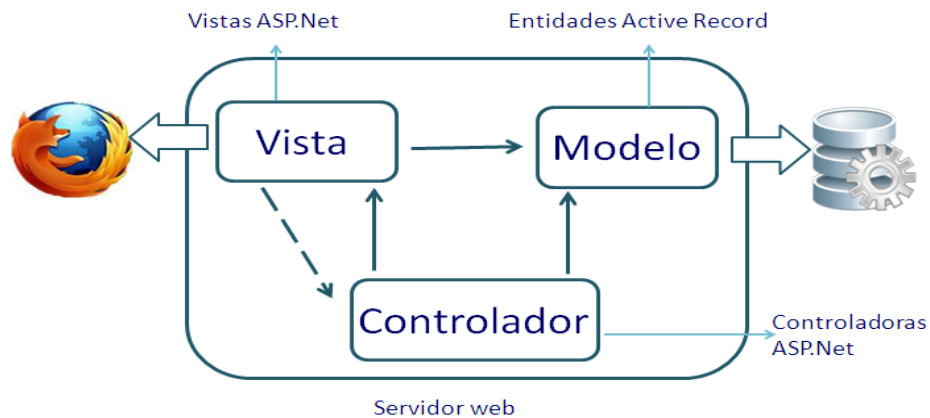 Vistas ASP.Net
Entidades Active Record
Vista
Modelo
Controlador
Controladoras
ASP.Net
Servidor web